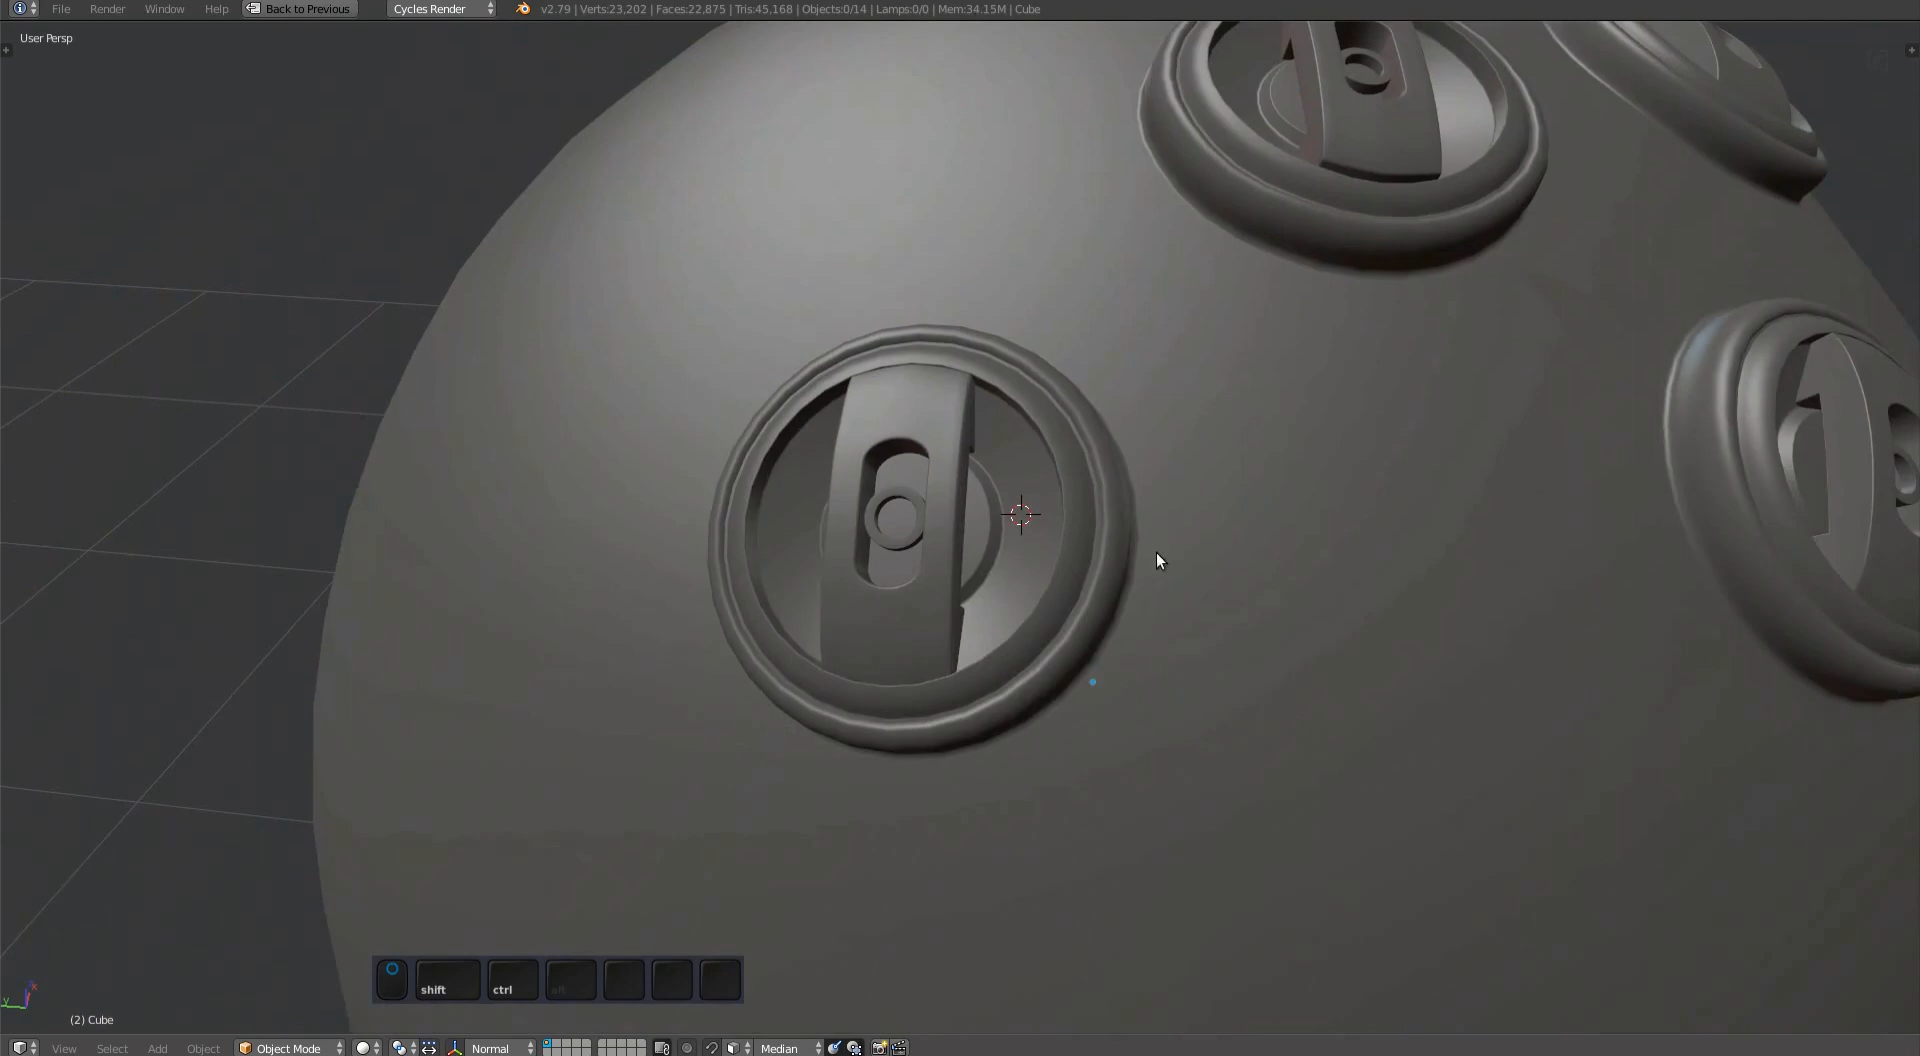 File Render Window Help Back to Previous Cycles Render v2.79 | Verts:23,202 | Faces:22,875 | Tris:45,168 | Objects:0/14 | Lamps:0/0 | Mem:34.15M | Cube
User Persp
shift ctrl alt
x
y
(2) Cube
View Select Add Object Object Mode Normal Median